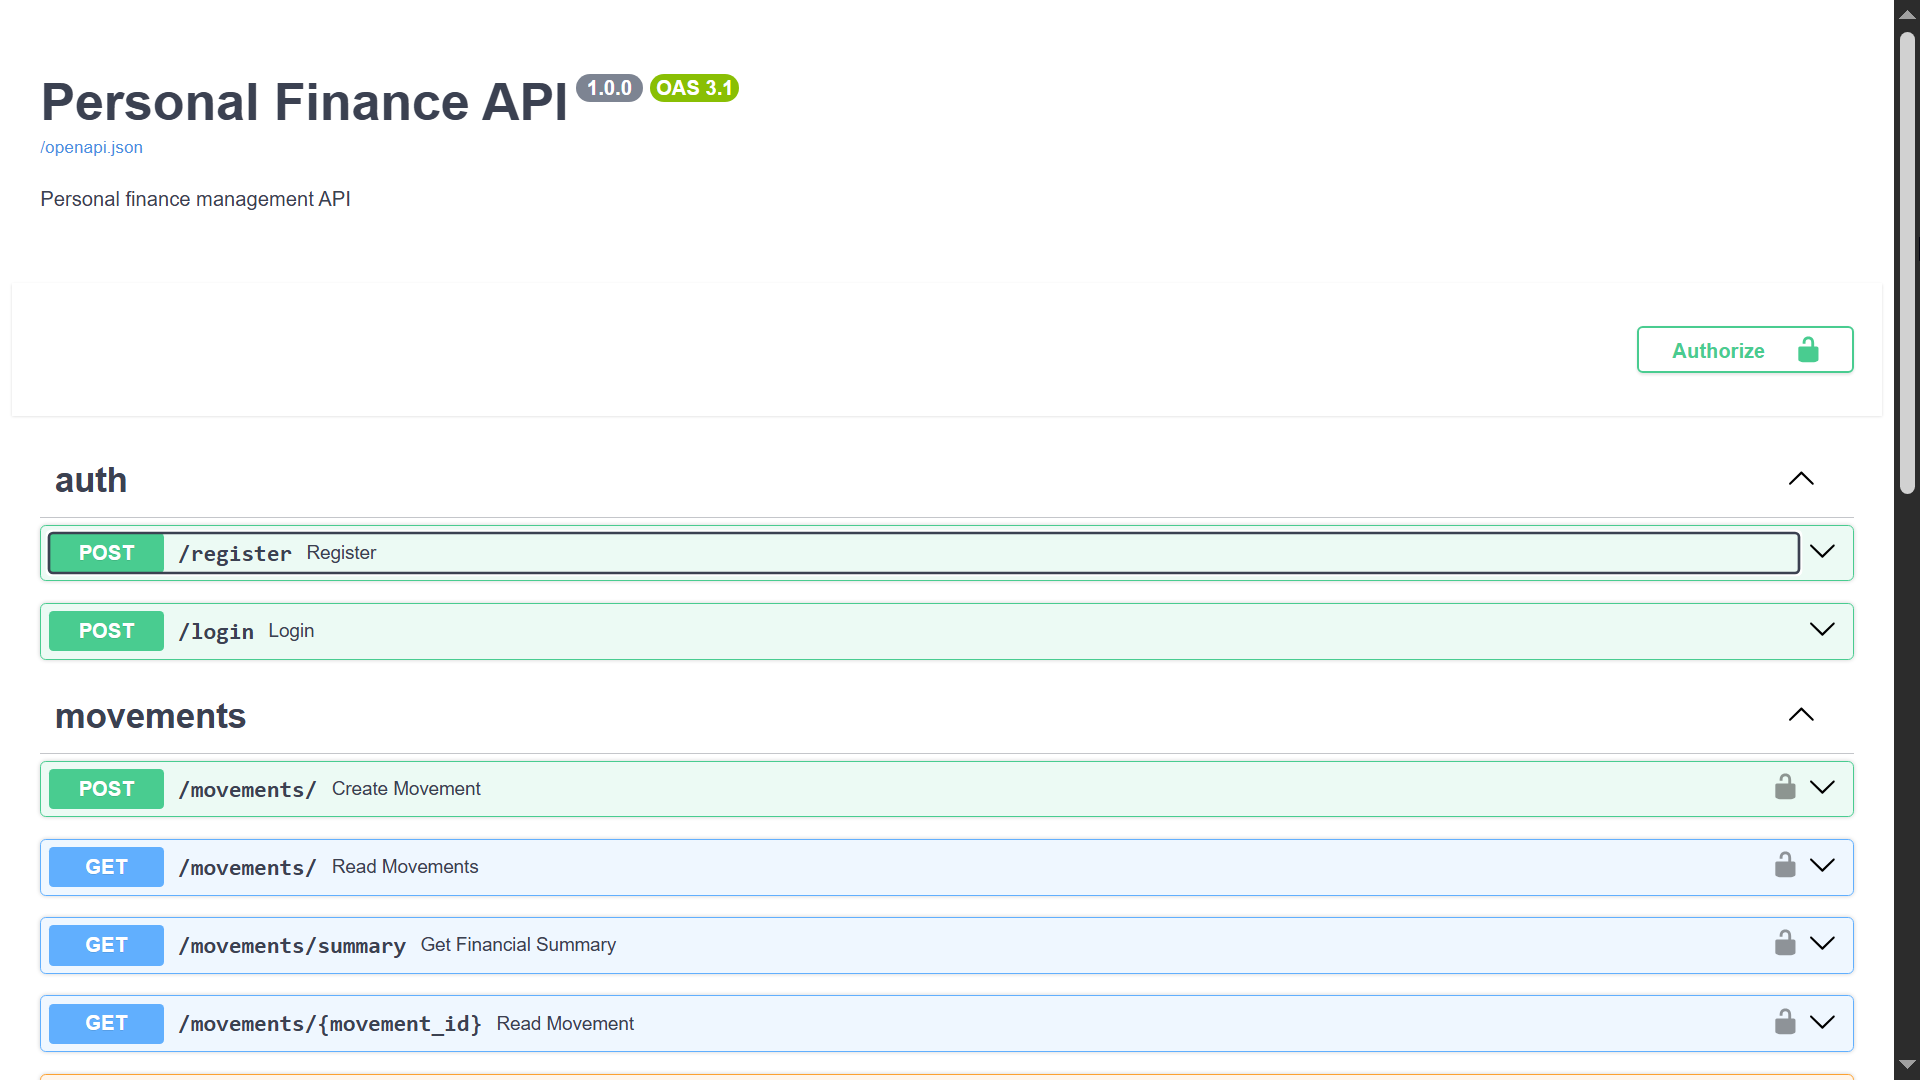 Personal Finance API 1.0.0 OAS 3.1
/openapi.json
Personal finance management API
Authorize
auth
POST /register Register
POST /login Login
movements
POST /movements/ Create Movement
GET /movements/ Read Movements
GET /movements/summary Get Financial Summary
GET /movements/{movement_id} Read Movement